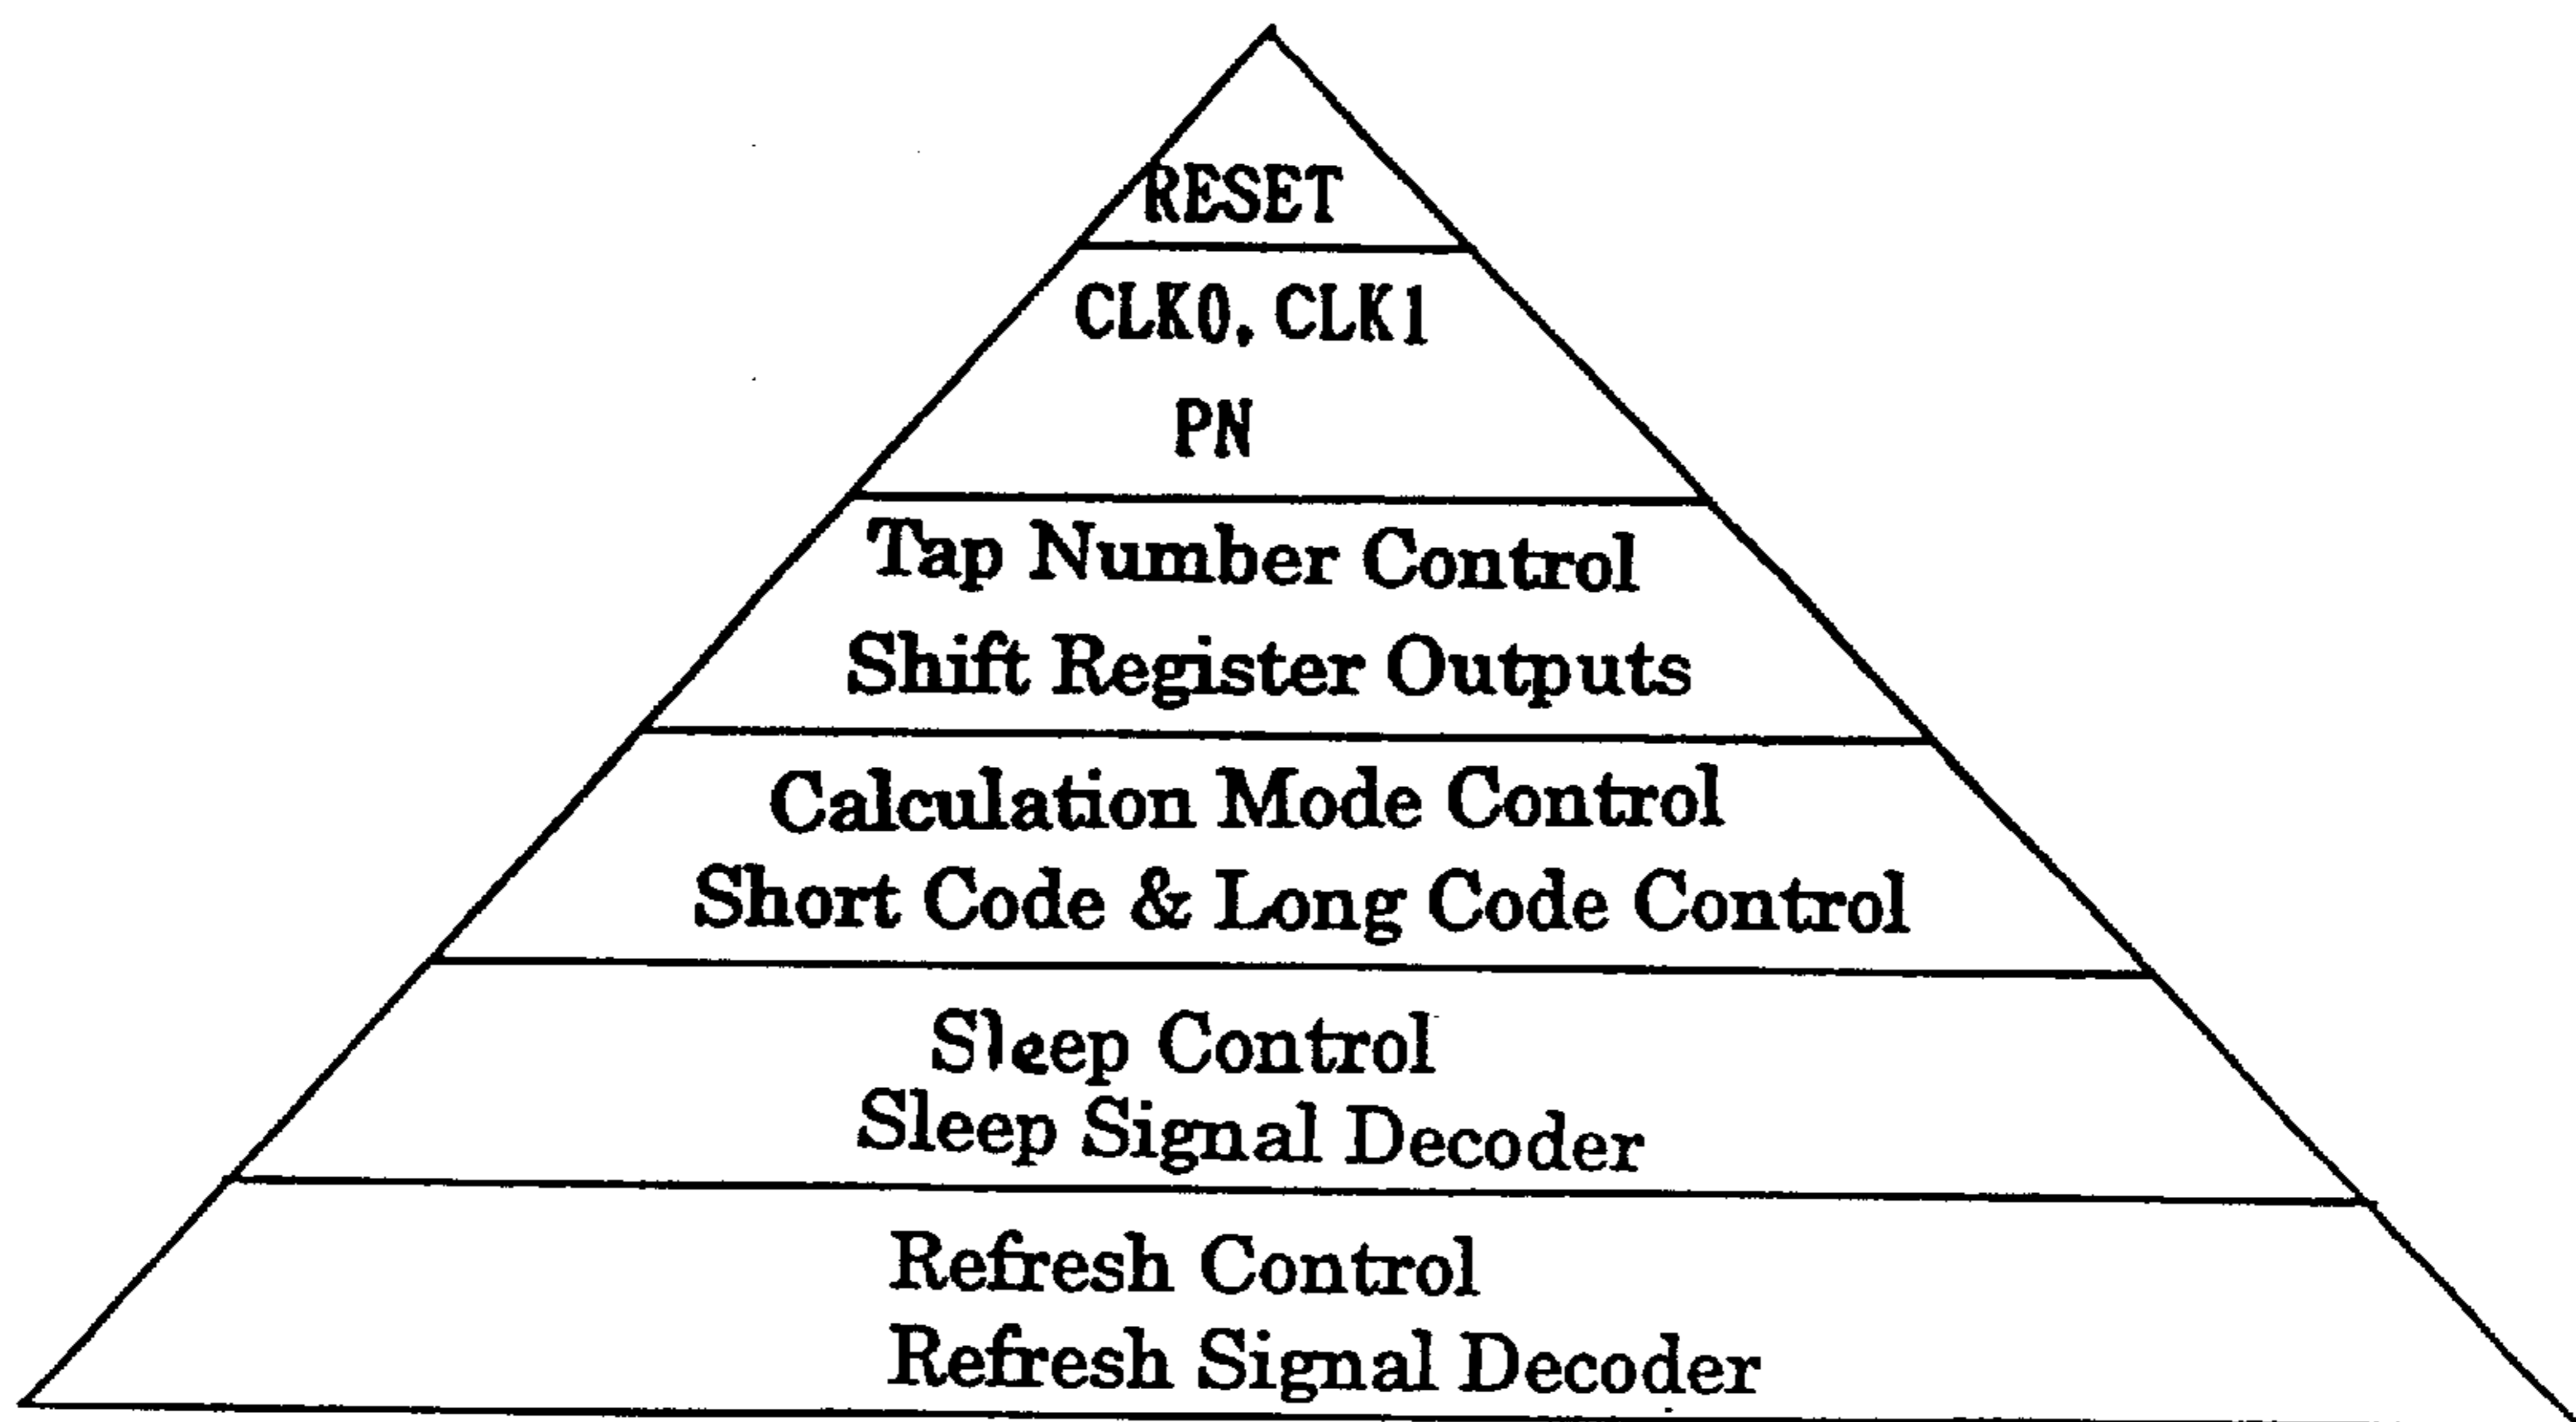 RESET
CLK0, CLK1
PN
Tap Number Control
Shift Register Outputs
Calculation Mode Control
Short Code & Long Code Control
Sleep Control
Sleep Signal Decoder
Refresh Control
Refresh Signal Decoder